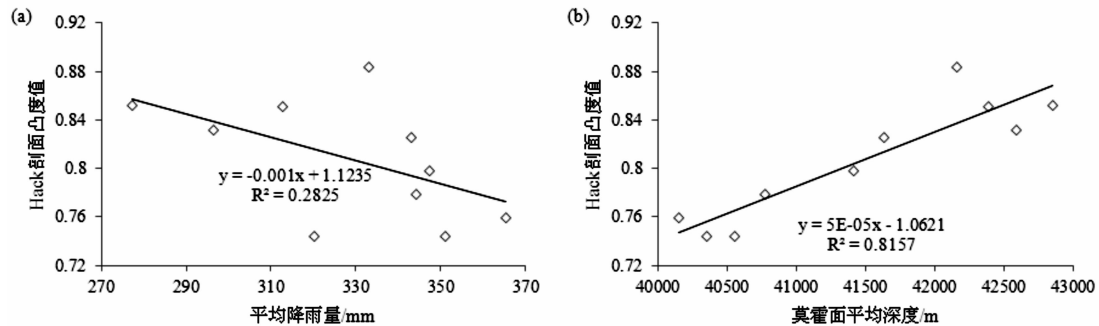 (a)
0.92
0.88
0.84
0.8
0.76
0.72
Hack剖面凸度值
y = -0.001x + 1.1235
R² = 0.2825
270
290
310
330
350
370
平均降雨量/mm
(b)
0.92
0.88
0.84
0.8
0.76
0.72
Hack剖面凸度值
y = 5E-05x - 1.0621
R² = 0.8157
40000
40500
41000
41500
42000
42500
43000
莫霍面平均深度/m